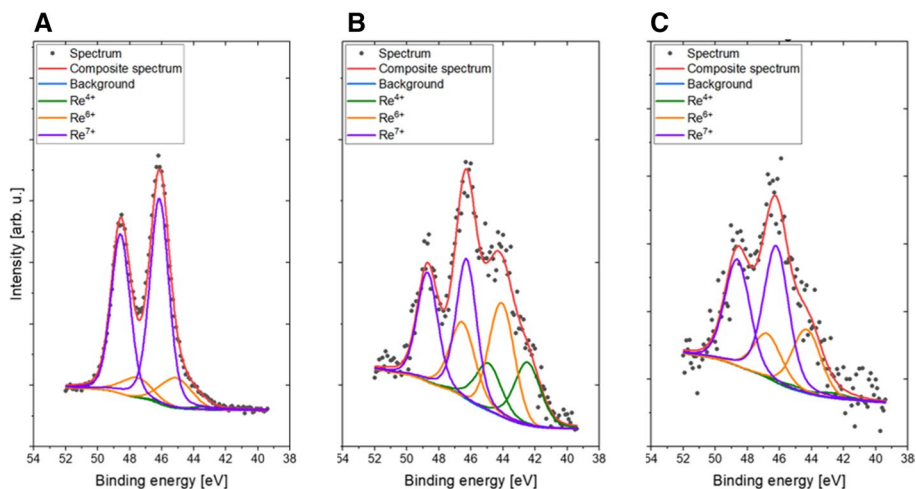 A
B
C
Spectrum
Composite spectrum
Background
Re4+
Re6+
Re7+
Spectrum
Composite spectrum
Background
Re4+
Re6+
Re7+
Spectrum
Composite spectrum
Background
Re4+
Re6+
Re7+
Intensity [arb. u.]
54 52 50 48 46 44 42 40 38
54 52 50 48 46 44 42 40 38
54 52 50 48 46 44 42 40 38
Binding energy [eV]
Binding energy [eV]
Binding energy [eV]